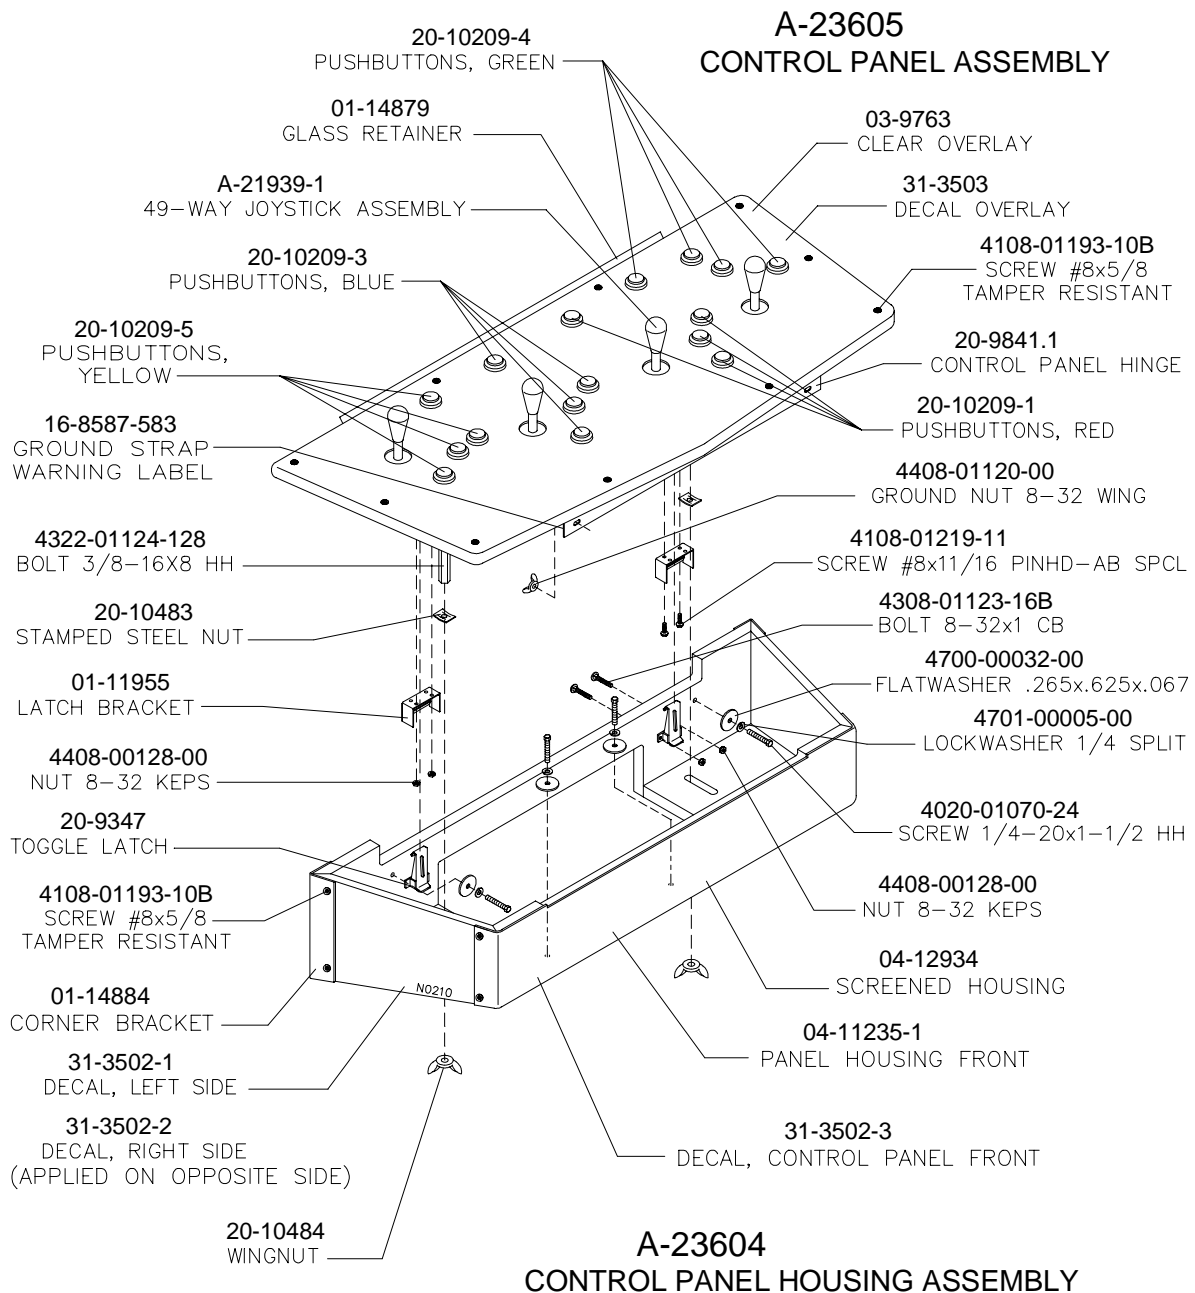 A-23605
CONTROL PANEL ASSEMBLY
20-10209-4
PUSHBUTTONS, GREEN
01-14879
GLASS RETAINER
A-21939-1
49-WAY JOYSTICK ASSEMBLY
20-10209-3
PUSHBUTTONS, BLUE
20-10209-5
PUSHBUTTONS,
YELLOW
16-8587-583
GROUND STRAP
WARNING LABEL
4322-01124-128
BOLT 3/8-16X8 HH
20-10483
STAMPED STEEL NUT
01-11955
LATCH BRACKET
4408-00128-00
NUT 8-32 KEPS
20-9347
TOGGLE LATCH
4108-01193-10B
SCREW #8x5/8
TAMPER RESISTANT
01-14884
CORNER BRACKET
31-3502-1
DECAL, LEFT SIDE
31-3502-2
DECAL, RIGHT SIDE
(APPLIED ON OPPOSITE SIDE)
20-10484
WINGNUT
03-9763
CLEAR OVERLAY
31-3503
DECAL OVERLAY
4108-01193-10B
SCREW #8x5/8
TAMPER RESISTANT
20-9841.1
CONTROL PANEL HINGE
20-10209-1
PUSHBUTTONS, RED
4408-01120-00
GROUND NUT 8-32 WING
4108-01219-11
SCREW #8x11/16 PINHD-AB SPCL
4308-01123-16B
BOLT 8-32x1 CB
4700-00032-00
FLATWASHER .265x.625x.067
4701-00005-00
LOCKWASHER 1/4 SPLIT
4020-01070-24
SCREW 1/4-20x1-1/2 HH
4408-00128-00
NUT 8-32 KEPS
04-12934
SCREENED HOUSING
04-11235-1
PANEL HOUSING FRONT
31-3502-3
DECAL, CONTROL PANEL FRONT
N0210
A-23604
CONTROL PANEL HOUSING ASSEMBLY